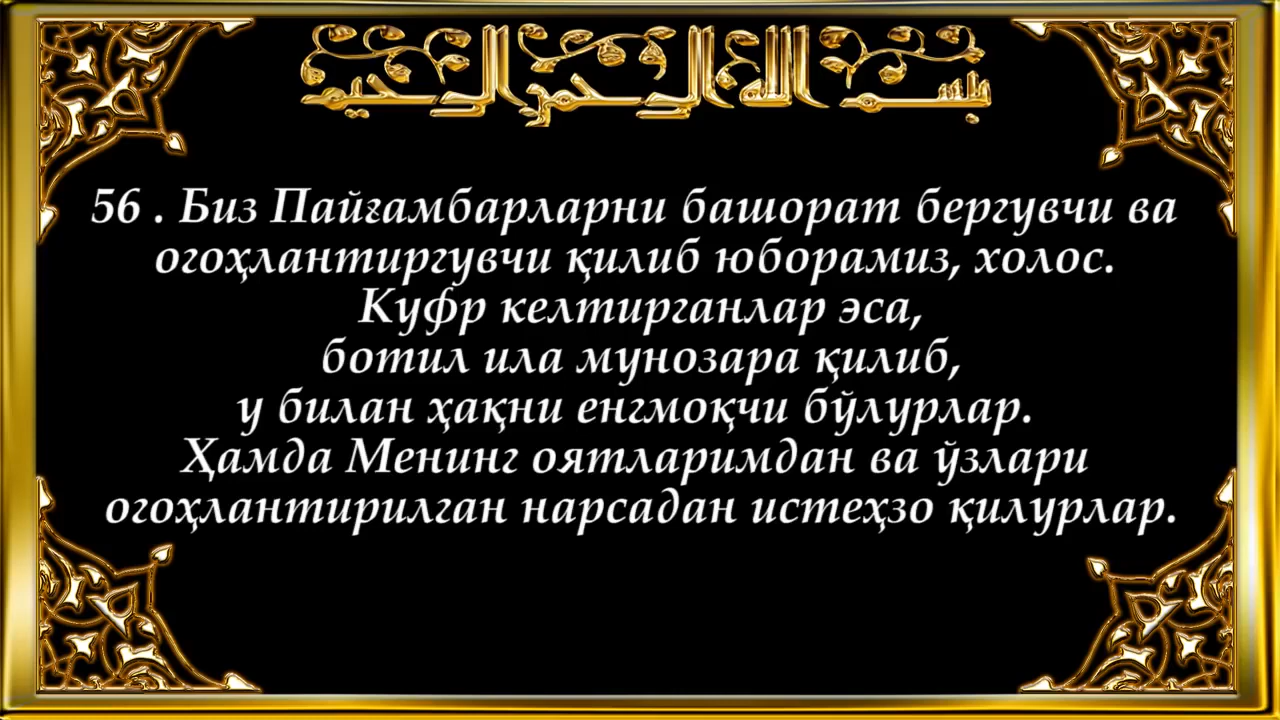 بسم الله الرحمن الرحيم
56 . Биз Пайғамбарларни башорат бергувчи ва
огоҳлантиргувчи қилиб юборамиз, холос.
Куфр келтирганлар эса,
ботил ила мунозара қилиб,
у билан ҳақни енгмоқчи бўлурлар.
Ҳамда Менинг оятларимдан ва ўзлари
огоҳлантирилган нарсадан истеҳзо қилурлар.